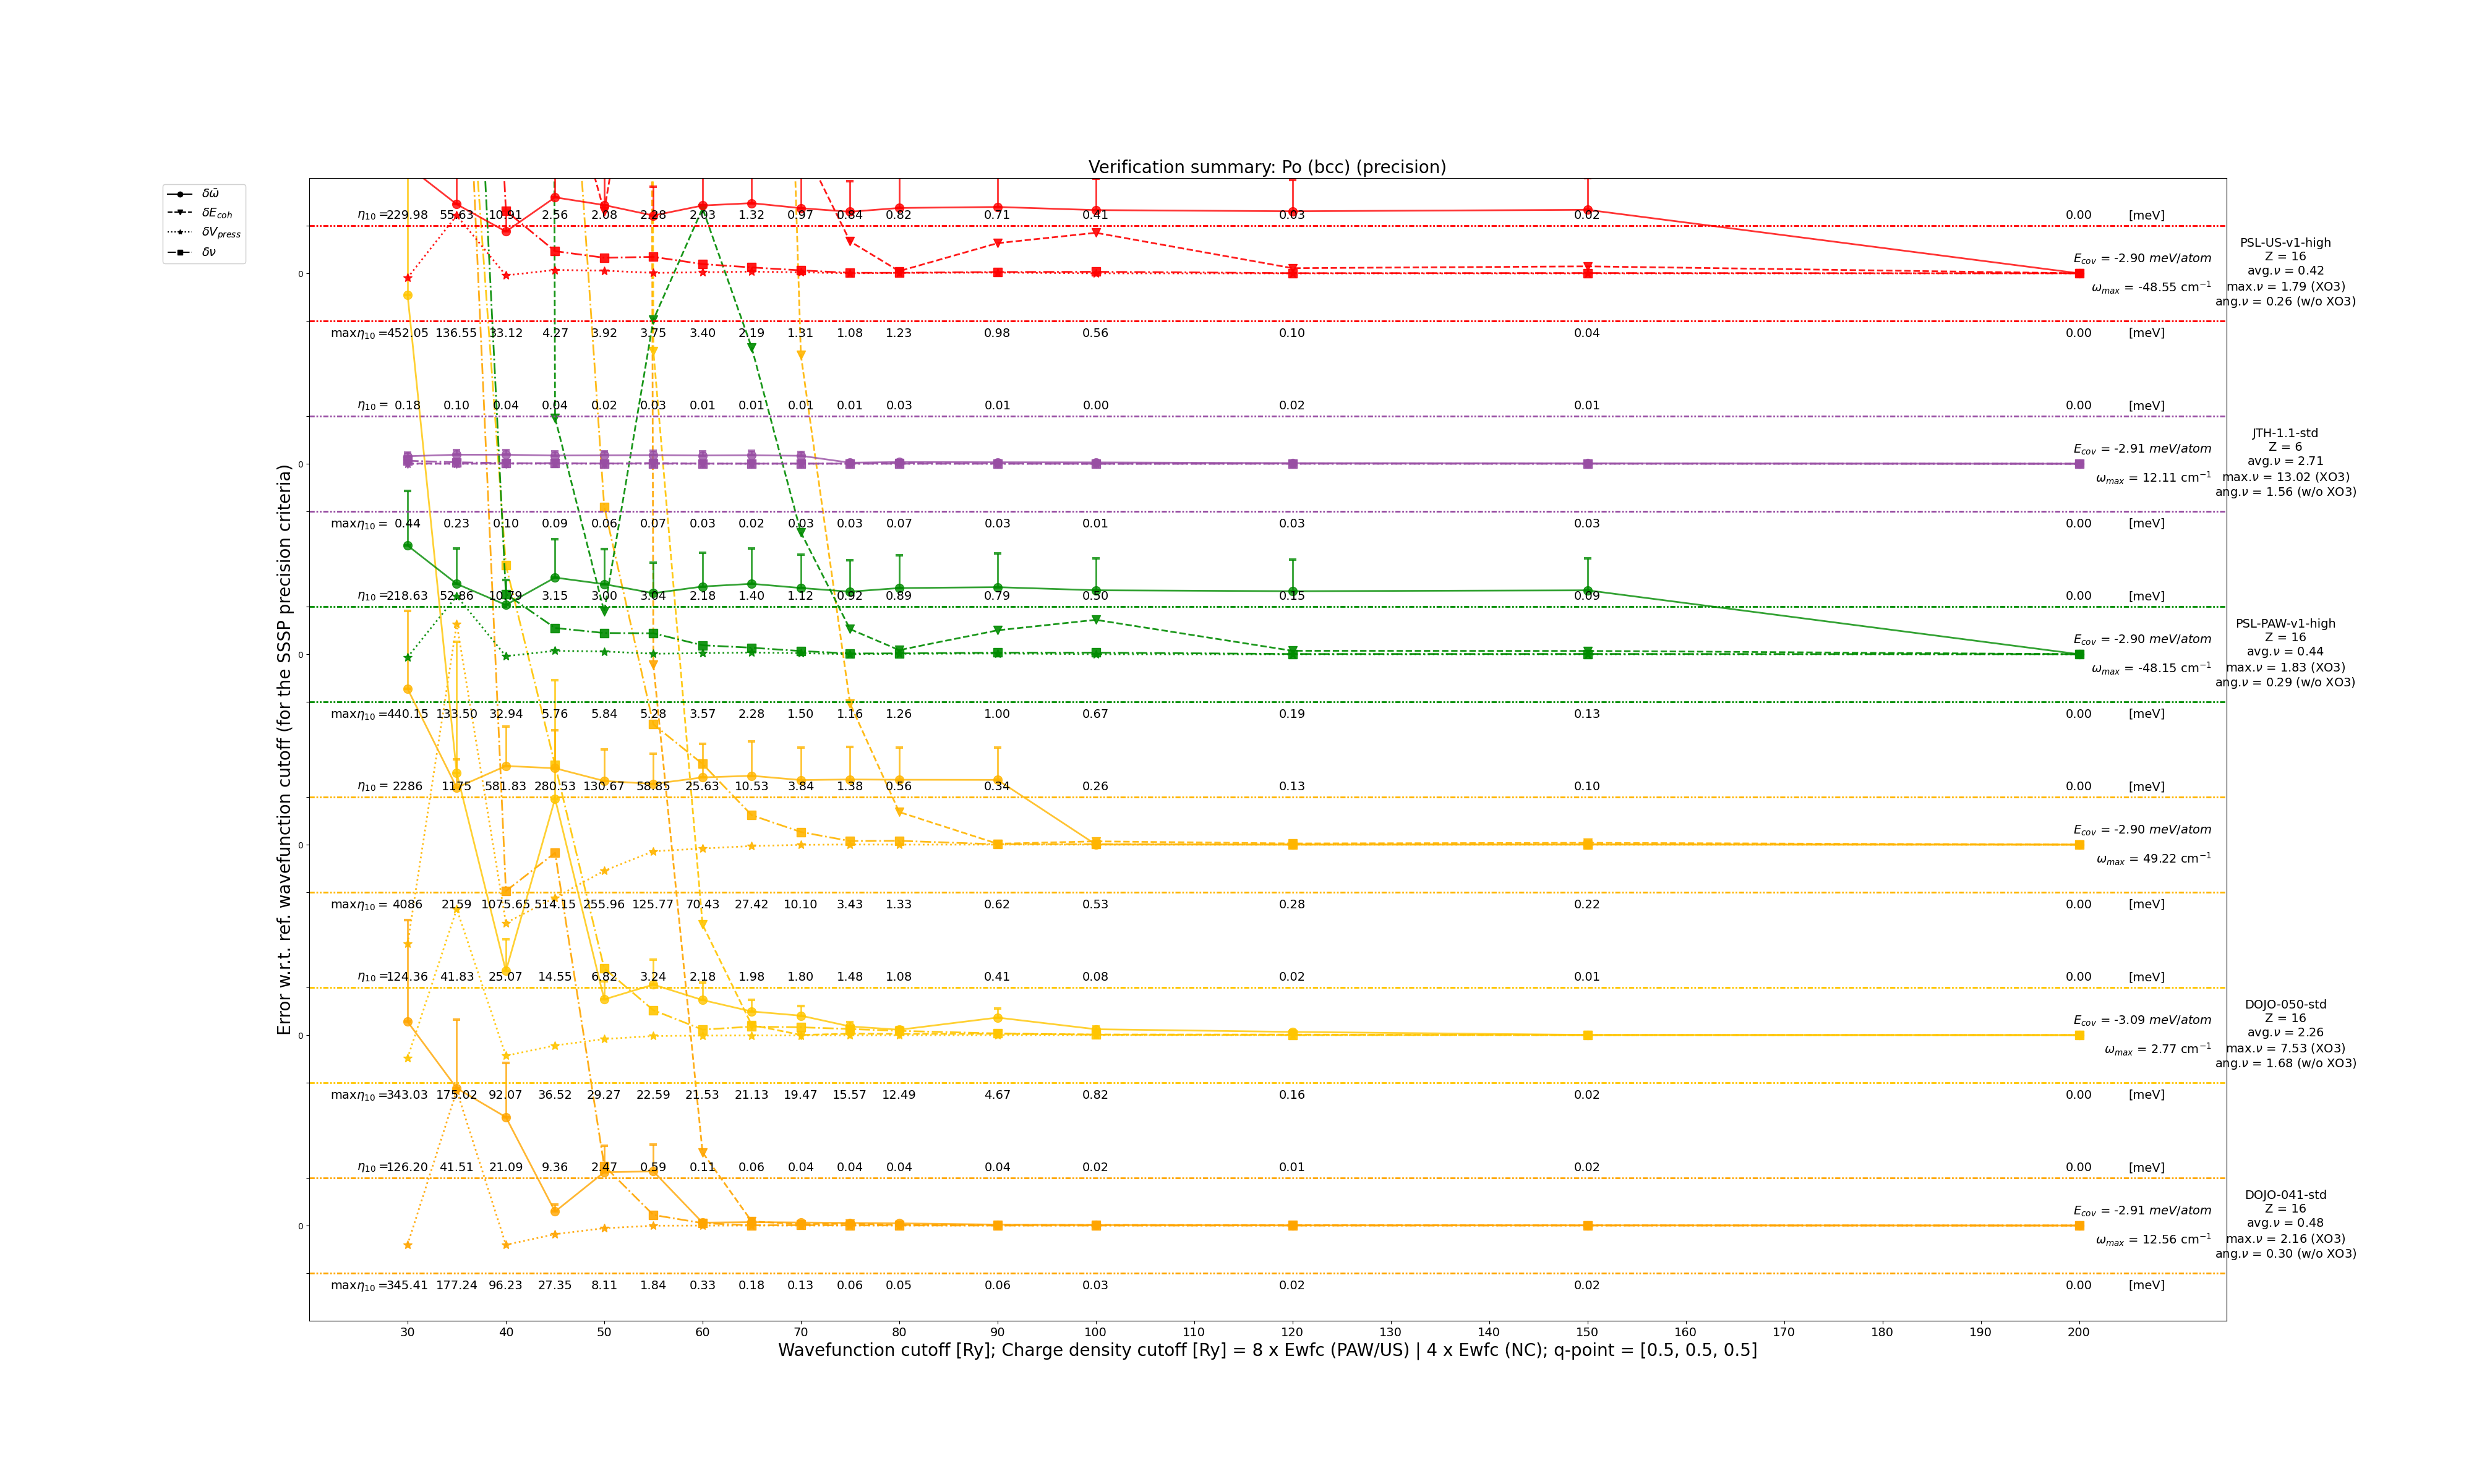 Verification summary: Po (bcc) (precision)
δω̄
δE_coh
δV_press
δν
Error w.r.t. ref. wavefunction cutoff (for the SSSP precision criteria)
η₁₀ = 229.98 55.63 10.91 2.56 2.08 2.28 2.03 1.32 0.97 0.84 0.82 0.71 0.41 0.03 0.02 0.00 [meV]
0
E_cov = -2.90 meV/atom
ω_max = -48.55 cm⁻¹
PSL-US-v1-high
Z = 16
avg.ν = 0.42
max.ν = 1.79 (XO3)
ang.ν = 0.26 (w/o XO3)
maxη₁₀ = 452.05 136.55 33.12 4.27 3.92 3.75 3.40 2.19 1.31 1.08 1.23 0.98 0.56 0.10 0.04 0.00 [meV]
η₁₀ = 0.18 0.10 0.04 0.04 0.02 0.03 0.01 0.01 0.01 0.01 0.03 0.01 0.00 0.02 0.01 0.00 [meV]
0
E_cov = -2.91 meV/atom
ω_max = 12.11 cm⁻¹
JTH-1.1-std
Z = 6
avg.ν = 2.71
max.ν = 13.02 (XO3)
ang.ν = 1.56 (w/o XO3)
maxη₁₀ = 0.44 0.23 0.10 0.09 0.06 0.07 0.03 0.02 0.03 0.03 0.07 0.03 0.01 0.03 0.03 0.00 [meV]
η₁₀ = 218.63 52.86 10.79 3.15 3.00 3.04 2.18 1.40 1.12 0.92 0.89 0.79 0.50 0.15 0.09 0.00 [meV]
0
E_cov = -2.90 meV/atom
ω_max = -48.15 cm⁻¹
PSL-PAW-v1-high
Z = 16
avg.ν = 0.44
max.ν = 1.83 (XO3)
ang.ν = 0.29 (w/o XO3)
maxη₁₀ = 440.15 133.50 32.94 5.76 5.84 5.28 3.57 2.28 1.50 1.16 1.26 1.00 0.67 0.19 0.13 0.00 [meV]
η₁₀ = 2286 1175 581.83 280.53 130.67 58.85 25.63 10.53 3.84 1.38 0.56 0.34 0.26 0.13 0.10 0.00 [meV]
0
E_cov = -2.90 meV/atom
ω_max = 49.22 cm⁻¹
maxη₁₀ = 4086 2159 1075.65 514.15 255.96 125.77 70.43 27.42 10.10 3.43 1.33 0.62 0.53 0.28 0.22 0.00 [meV]
η₁₀ = 124.36 41.83 25.07 14.55 6.82 3.24 2.18 1.98 1.80 1.48 1.08 0.41 0.08 0.02 0.01 0.00 [meV]
0
E_cov = -3.09 meV/atom
ω_max = 2.77 cm⁻¹
DOJO-050-std
Z = 16
avg.ν = 2.26
max.ν = 7.53 (XO3)
ang.ν = 1.68 (w/o XO3)
maxη₁₀ = 343.03 175.02 92.07 36.52 29.27 22.59 21.53 21.13 19.47 15.57 12.49 4.67 0.82 0.16 0.02 0.00 [meV]
η₁₀ = 126.20 41.51 21.09 9.36 2.47 0.59 0.11 0.06 0.04 0.04 0.04 0.04 0.02 0.01 0.02 0.00 [meV]
0
E_cov = -2.91 meV/atom
ω_max = 12.56 cm⁻¹
DOJO-041-std
Z = 16
avg.ν = 0.48
max.ν = 2.16 (XO3)
ang.ν = 0.30 (w/o XO3)
maxη₁₀ = 345.41 177.24 96.23 27.35 8.11 1.84 0.33 0.18 0.13 0.06 0.05 0.06 0.03 0.02 0.02 0.00 [meV]
30 40 50 60 70 80 90 100 110 120 130 140 150 160 170 180 190 200
Wavefunction cutoff [Ry]; Charge density cutoff [Ry] = 8 x Ewfc (PAW/US) | 4 x Ewfc (NC); q-point = [0.5, 0.5, 0.5]